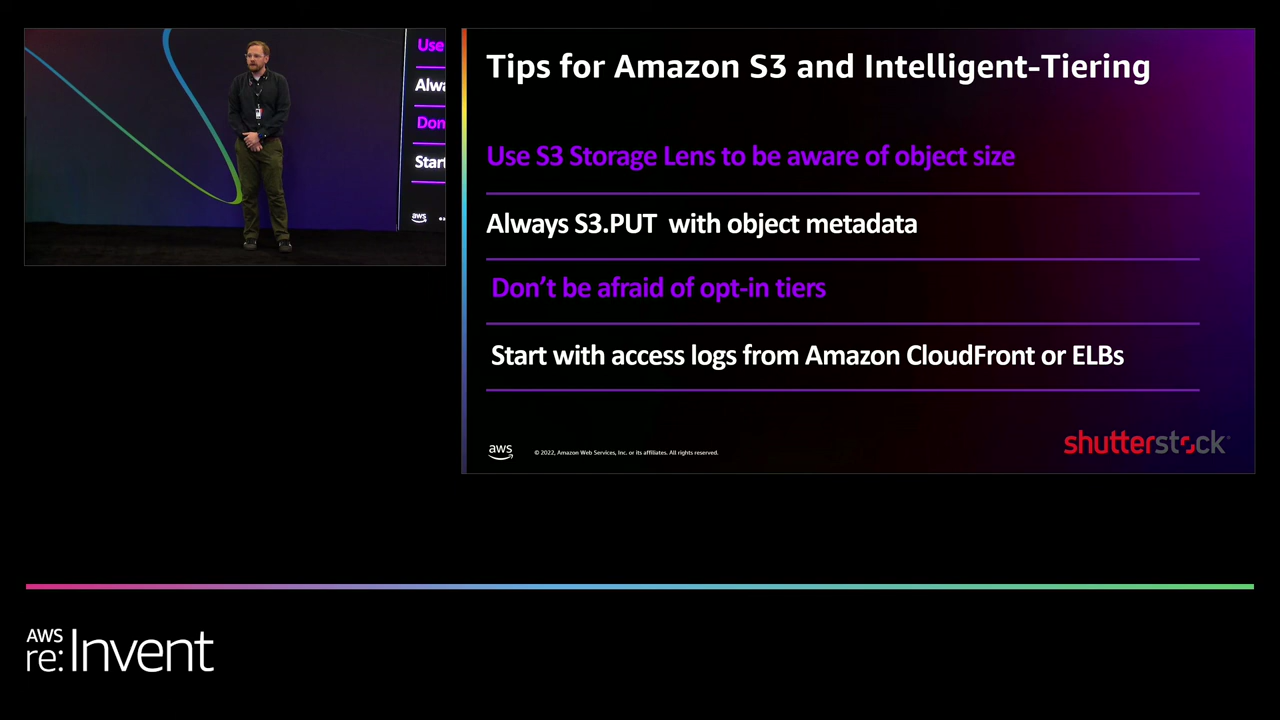 Use
Alwa
Don
Start
aws
Tips for Amazon S3 and Intelligent-Tiering
Use S3 Storage Lens to be aware of object size
Always S3.PUT with object metadata
Don't be afraid of opt-in tiers
Start with access logs from Amazon CloudFront or ELBs
aws
© 2022, Amazon Web Services, Inc. or its affiliates. All rights reserved.
shutterstock
AWS
re:Invent